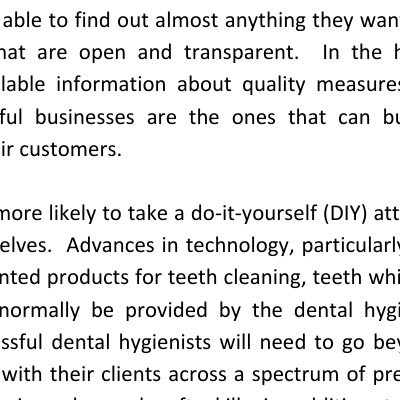 able to find out almost anything they wan
hat are open and transparent. In the h
lable information about quality measures
ful businesses are the ones that can bu
ir customers.
more likely to take a do-it-yourself (DIY) att
elves. Advances in technology, particularly
nted products for teeth cleaning, teeth whi
normally be provided by the dental hygi
ssful dental hygienists will need to go bey
with their clients across a spectrum of pre